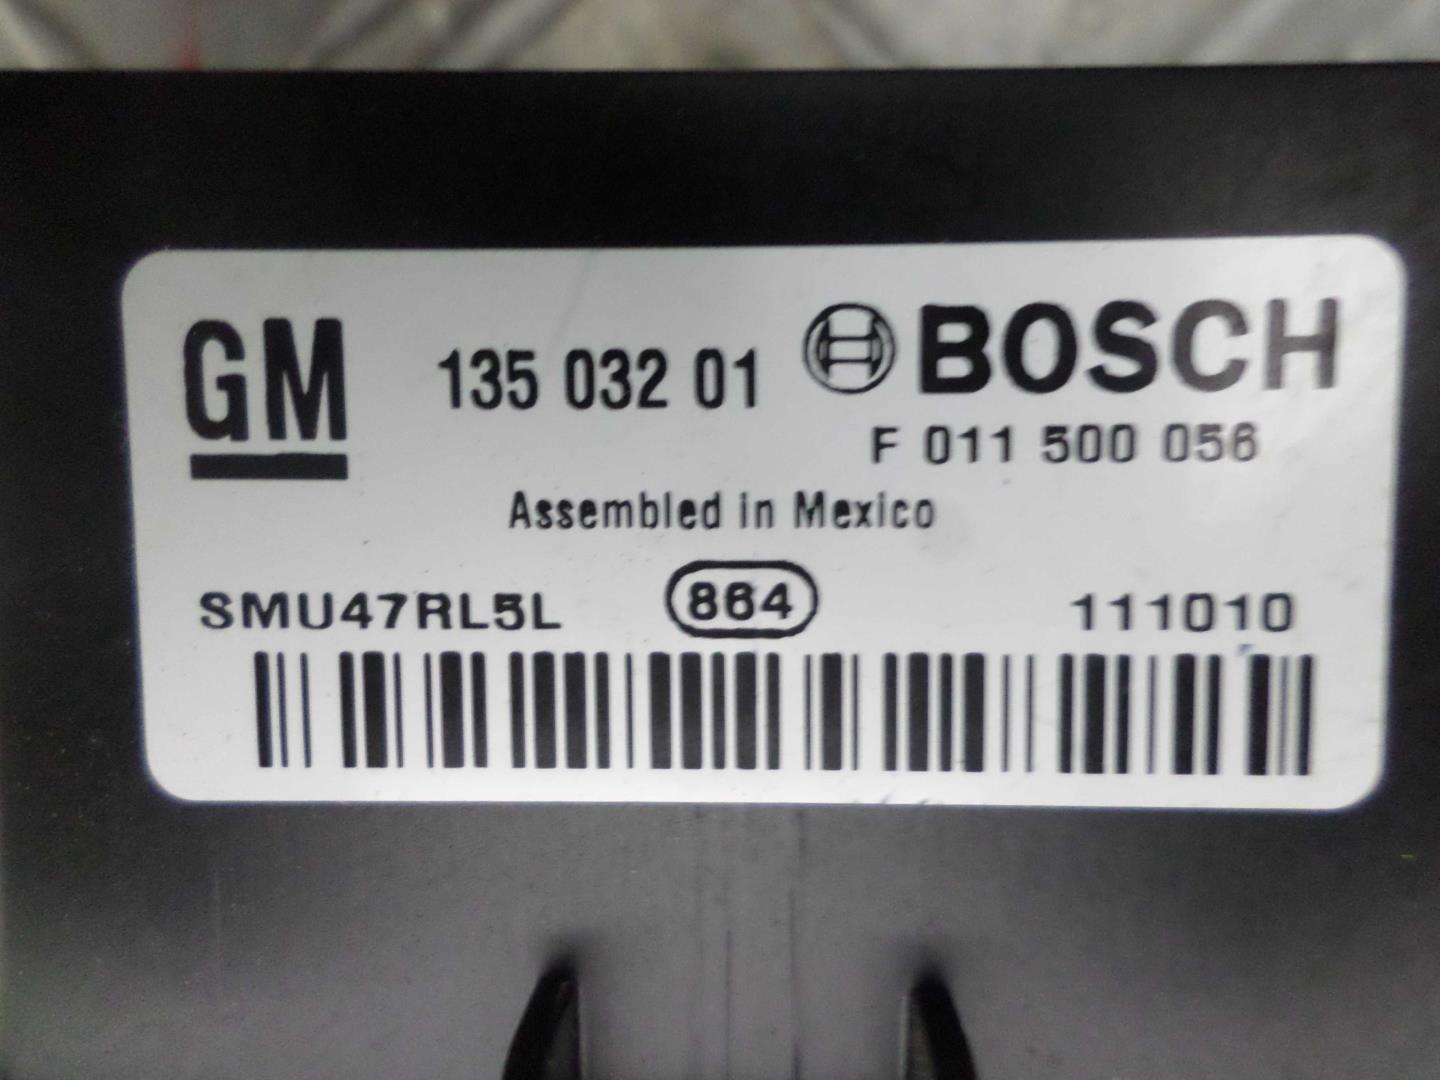 GM 135 032 01 BOSCH
F 011 500 056
Assembled in Mexico
SMU47RL5L 864 111010